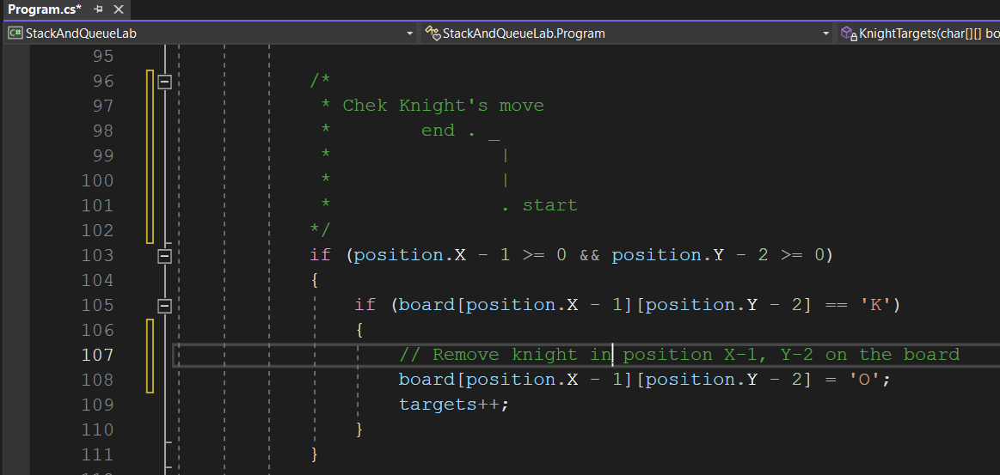 Program.cs*
C# StackAndQueueLab StackAndQueueLab.Program KnightTargets(char[][] bo
95
96 /*
97 * Chek Knight's move
98 * end . _
99 * |
100 * |
101 * . start
102 */
103 if (position.X - 1 >= 0 && position.Y - 2 >= 0)
104 {
105 if (board[position.X - 1][position.Y - 2] == 'K')
106 {
107 // Remove knight in position X-1, Y-2 on the board
108 board[position.X - 1][position.Y - 2] = 'O';
109 targets++;
110 }
111 }